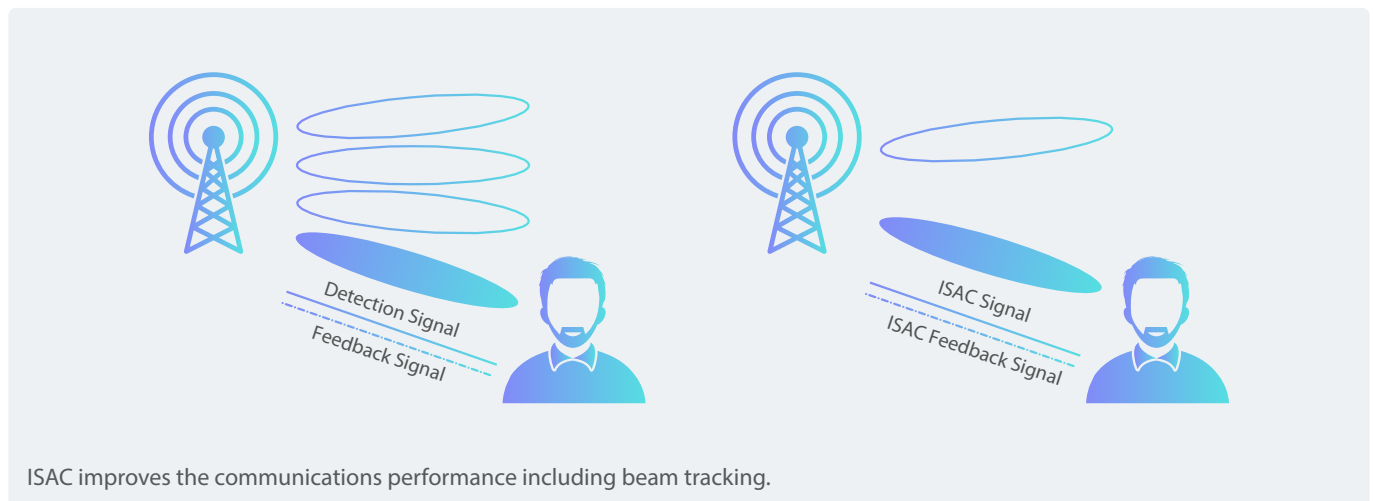 Detection Signal
Feedback Signal
ISAC Signal
ISAC Feedback Signal
ISAC improves the communications performance including beam tracking.